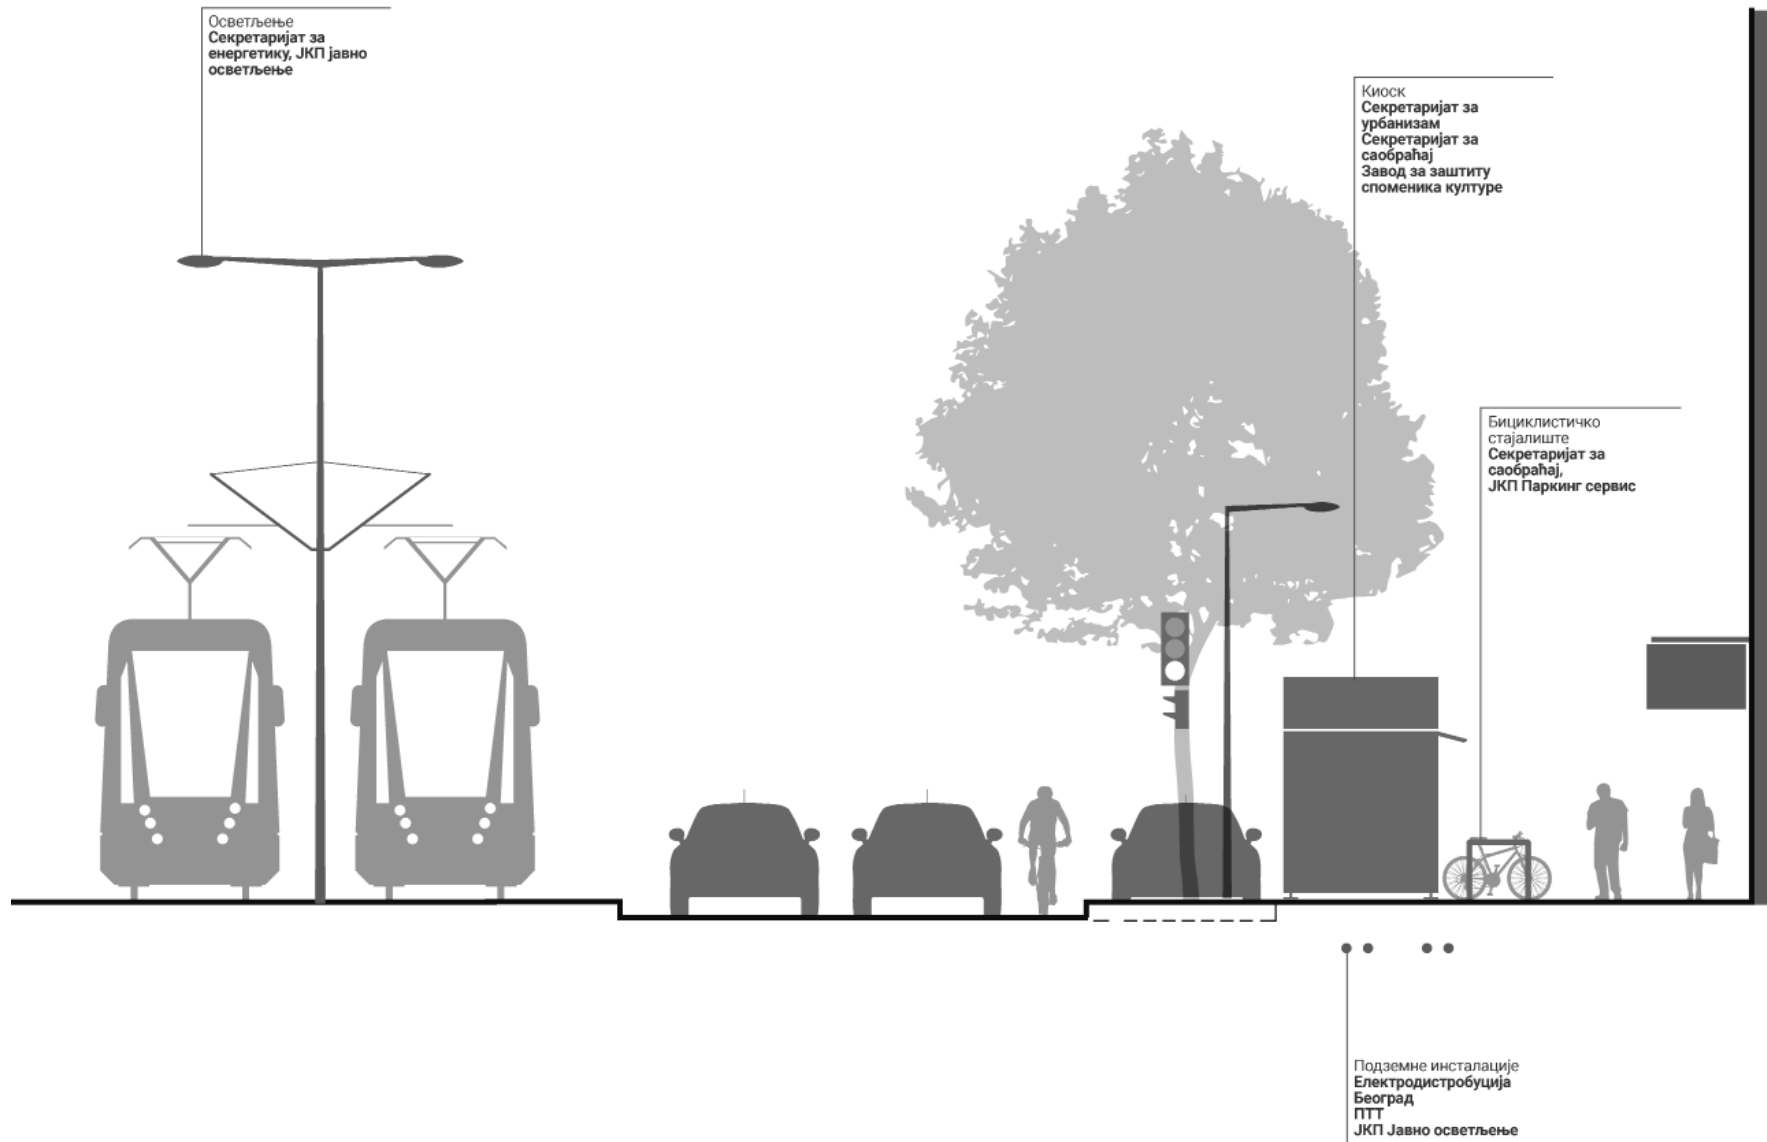 Осветљење
Секретаријат за
енергетику, ЈКП јавно
осветљење
Киоск
Секретаријат за
урбанизам
Секретаријат за
саобраћај
Завод за заштиту
споменика културе
Бициклистичко
стајалиште
Секретаријат за
саобраћај,
ЈКП Паркинг сервис
Подземне инсталације
Електродистробуција
Београд
ПТТ
ЈКП Јавно осветљење